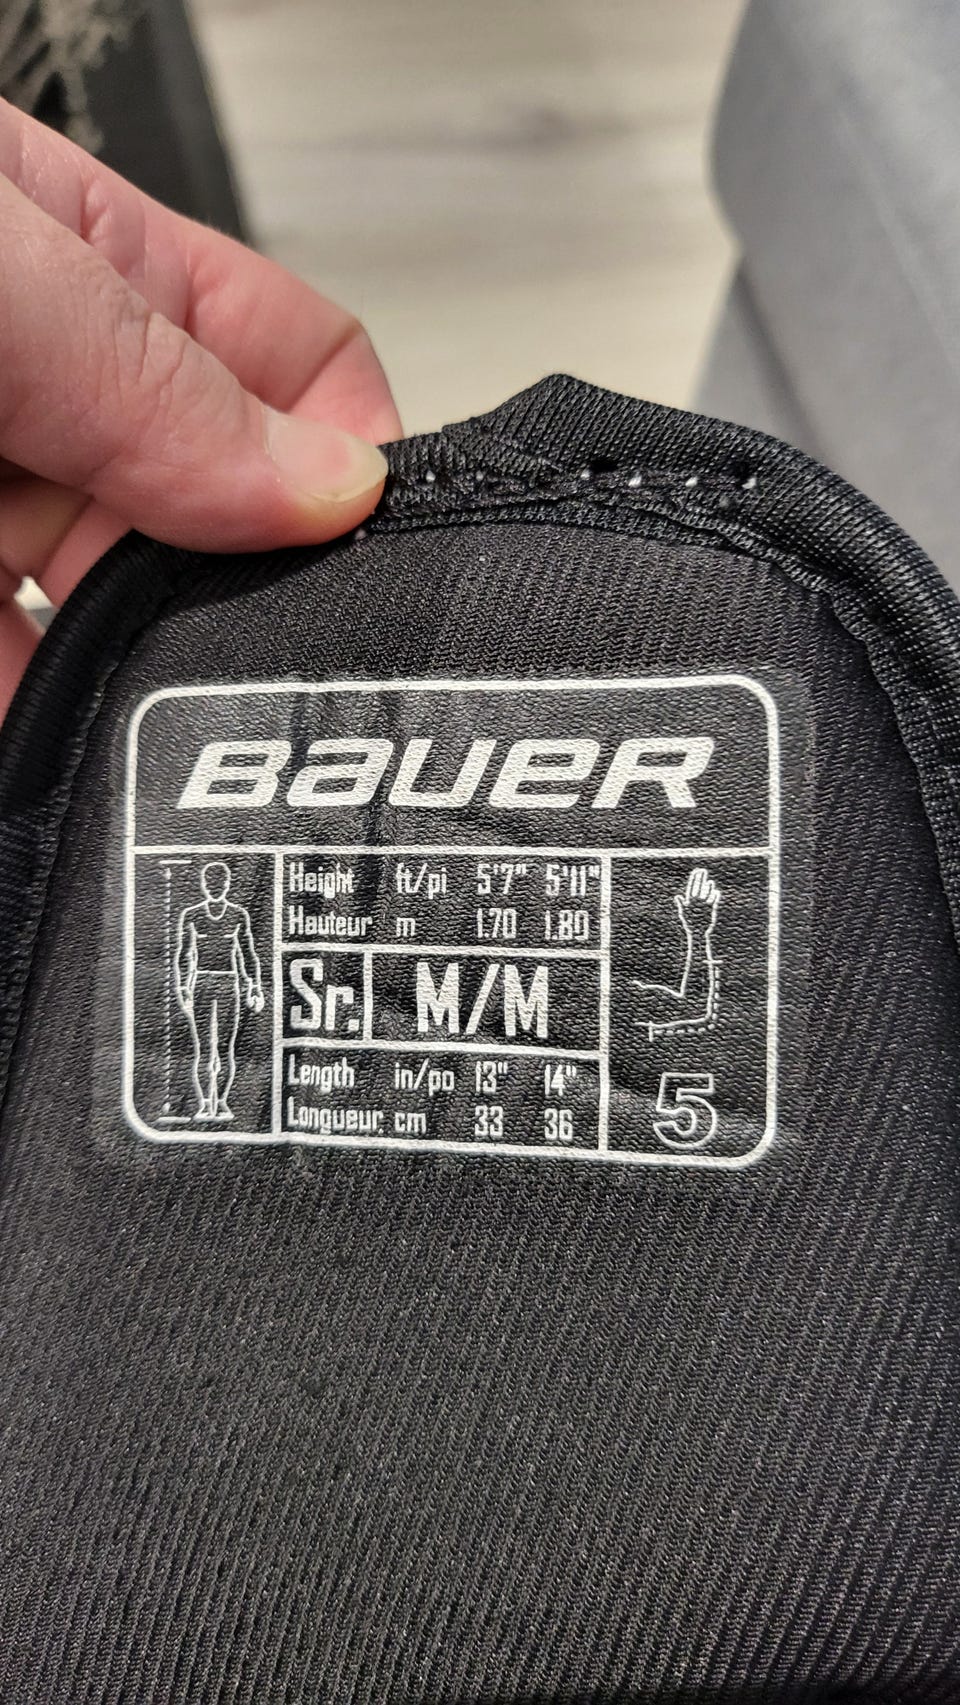 BAUER
Height ft/pi 5'7" 5'11"
Hauteur m 1.70 1.80
Sr. M/M
Length in/po 13" 14"
Longueur cm 33 36
5